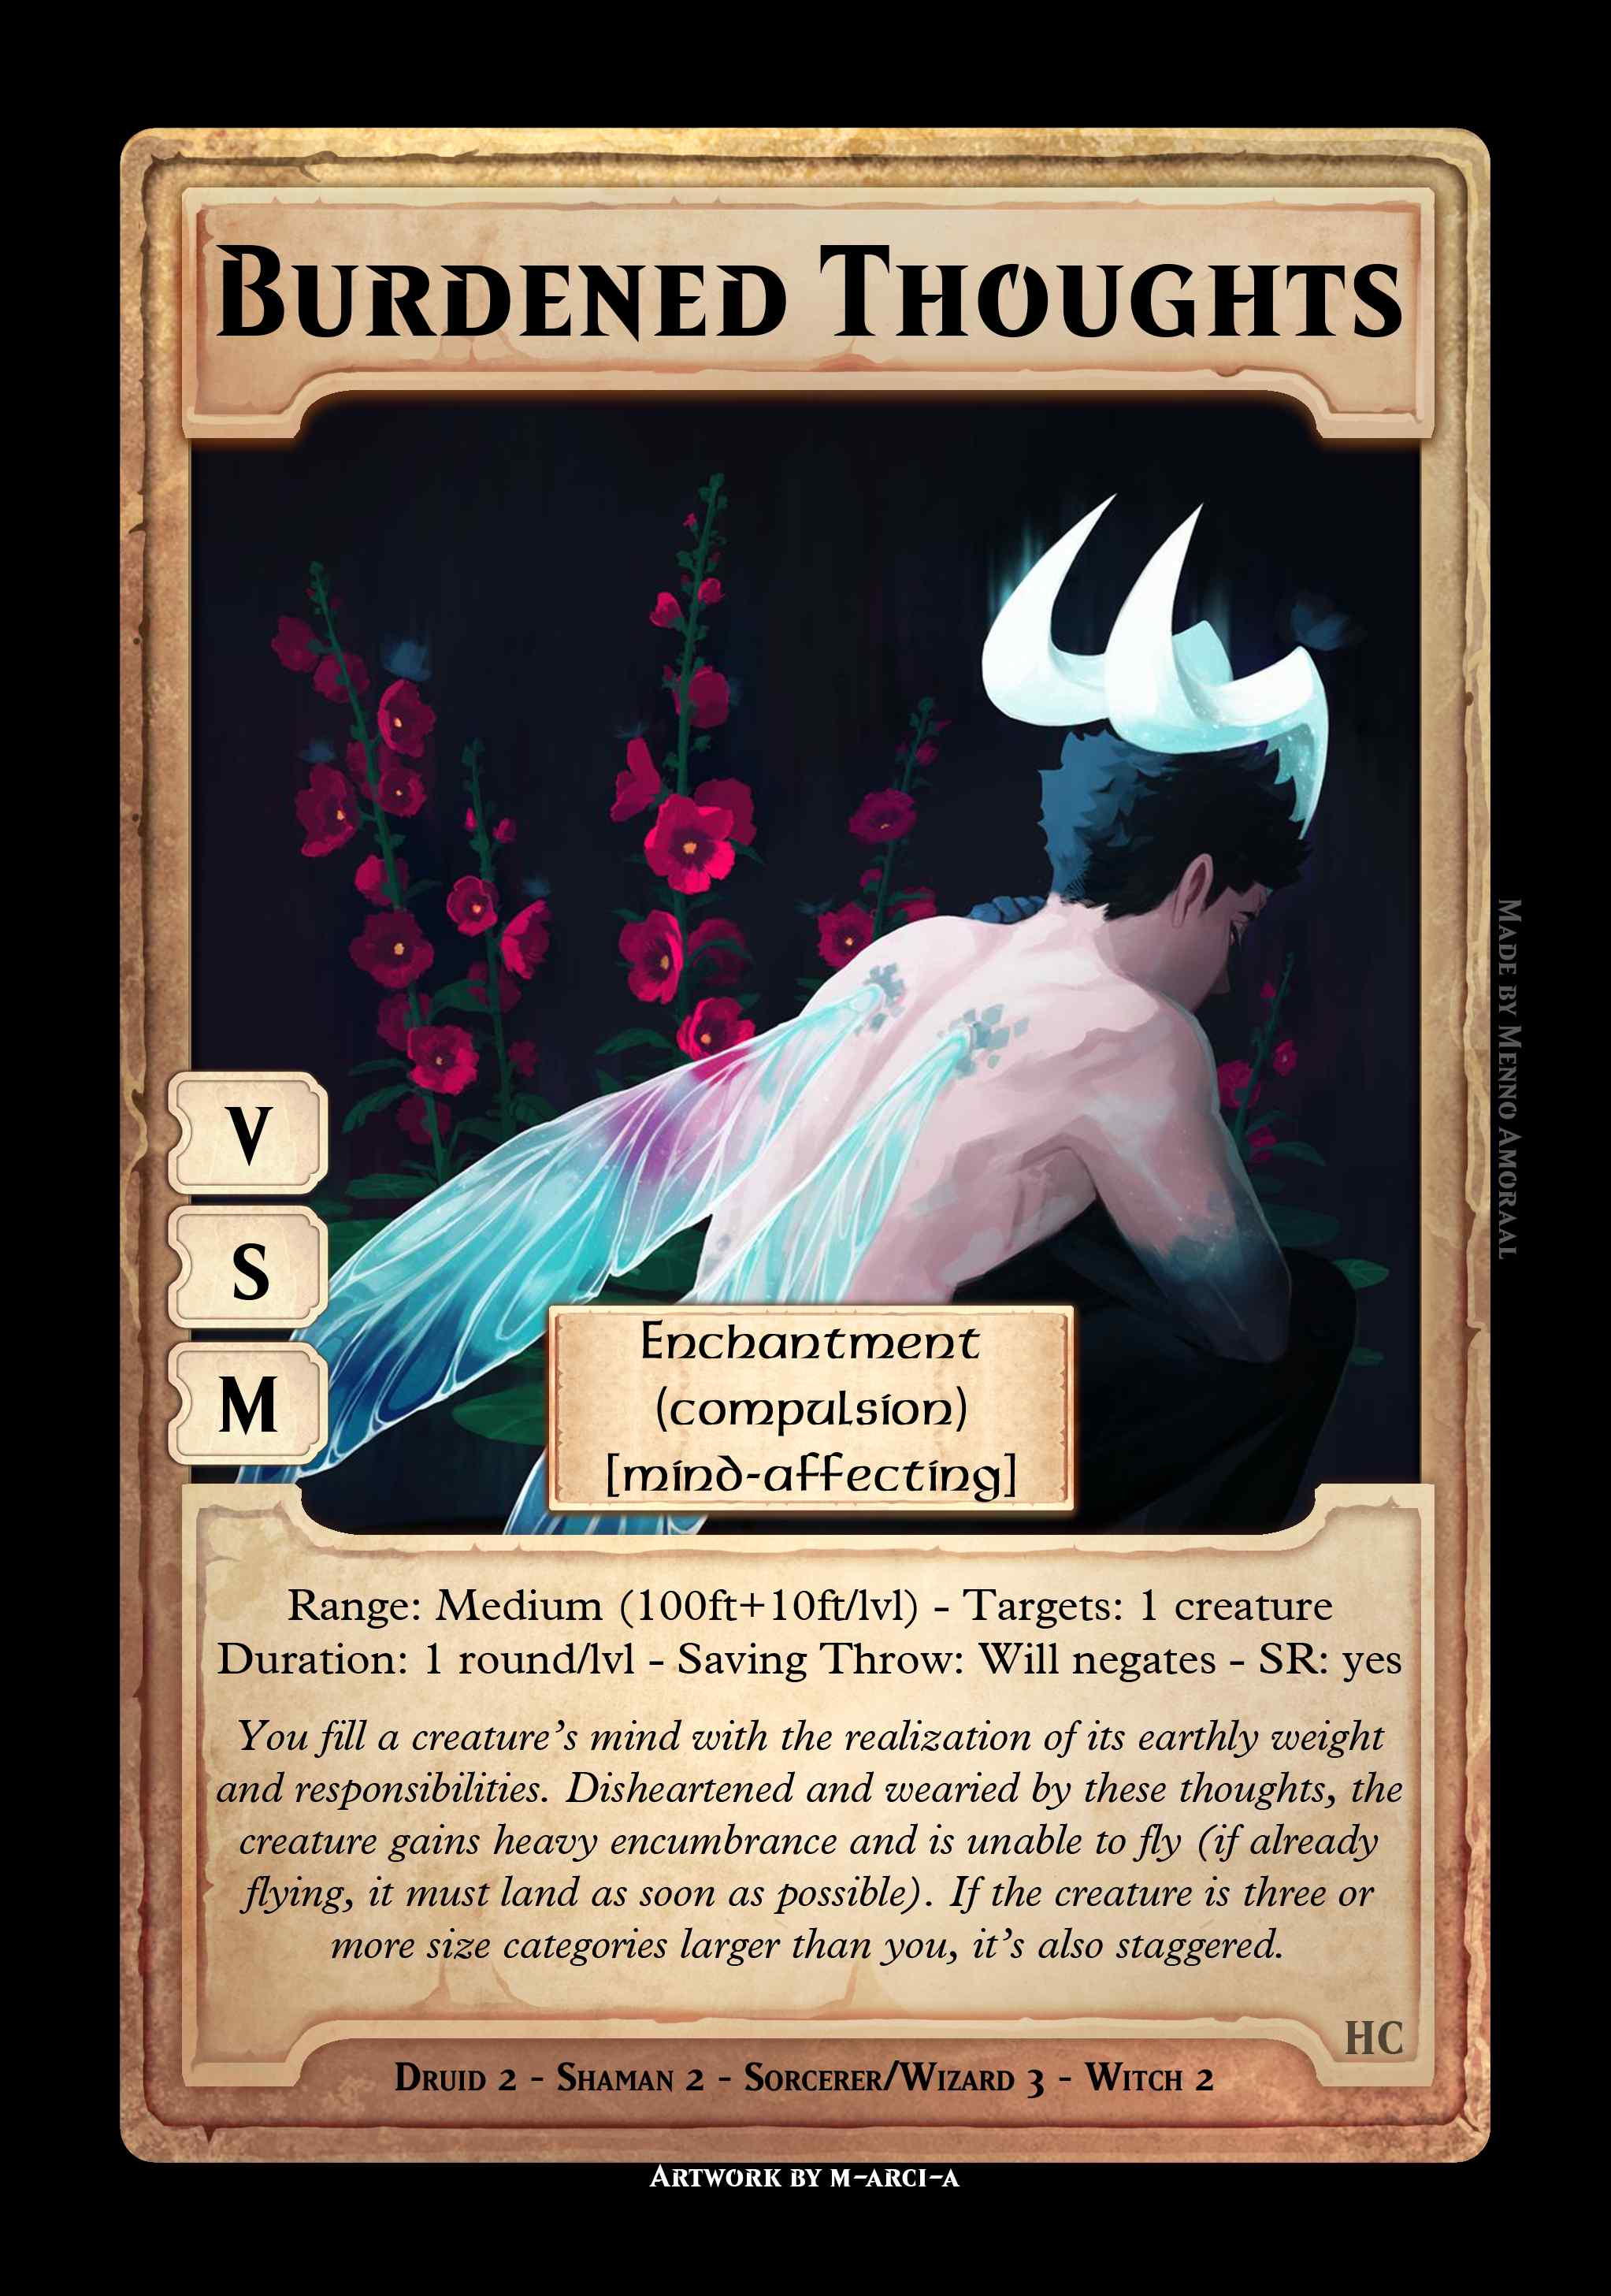 Burdened Thoughts
V
S
M
Enchantment
(compulsion)
[mind-affecting]
Range: Medium (100ft+10ft/lvl) - Targets: 1 creature
Duration: 1 round/lvl - Saving Throw: Will negates - SR: yes
You fill a creature's mind with the realization of its earthly weight
and responsibilities. Disheartened and wearied by these thoughts, the
creature gains heavy encumbrance and is unable to fly (if already
flying, it must land as soon as possible). If the creature is three or
more size categories larger than you, it's also staggered.
HC
Druid 2 - Shaman 2 - Sorcerer/Wizard 3 - Witch 2
Artwork by m-arci-a
Made by Menno Amoraal